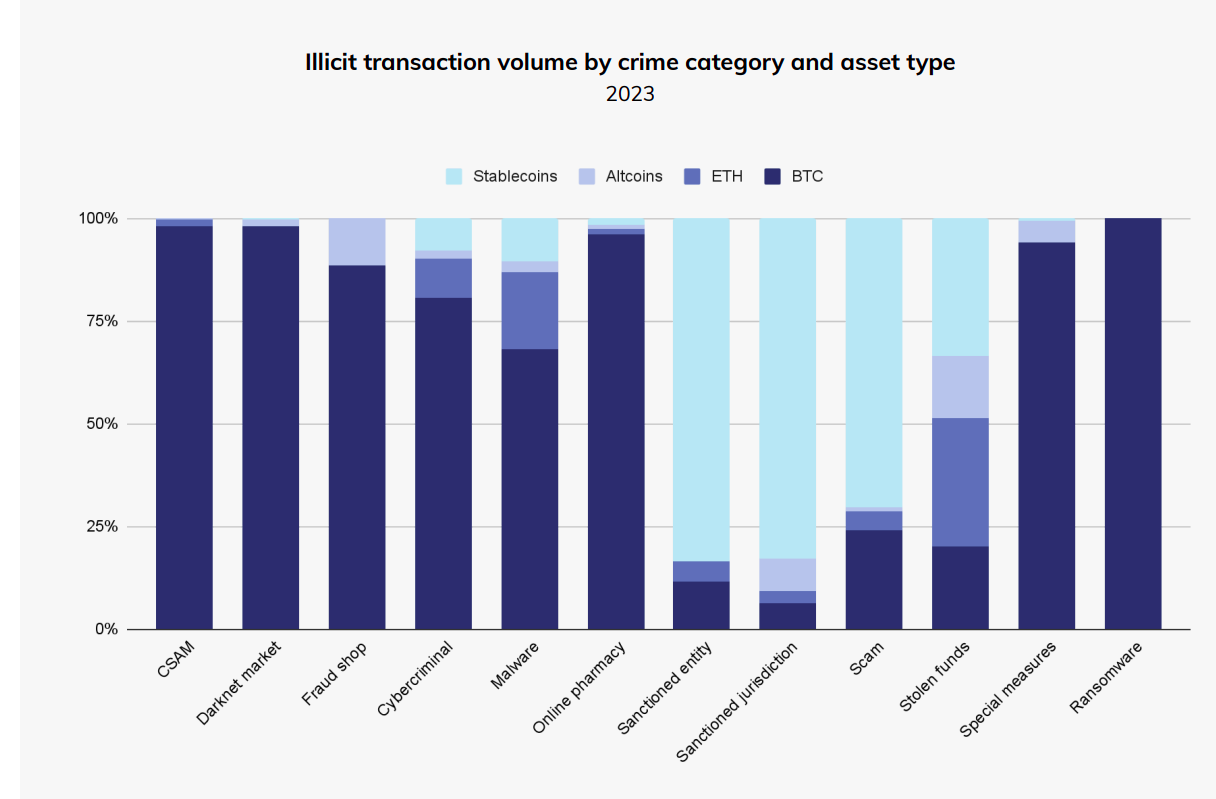 Illicit transaction volume by crime category and asset type
2023
Stablecoins Altcoins ETH BTC
100%
75%
50%
25%
0%
CSAM
Darknet market
Fraud shop
Cybercriminal
Malware
Online pharmacy
Sanctioned entity
Sanctioned jurisdiction
Scam
Stolen funds
Special measures
Ransomware